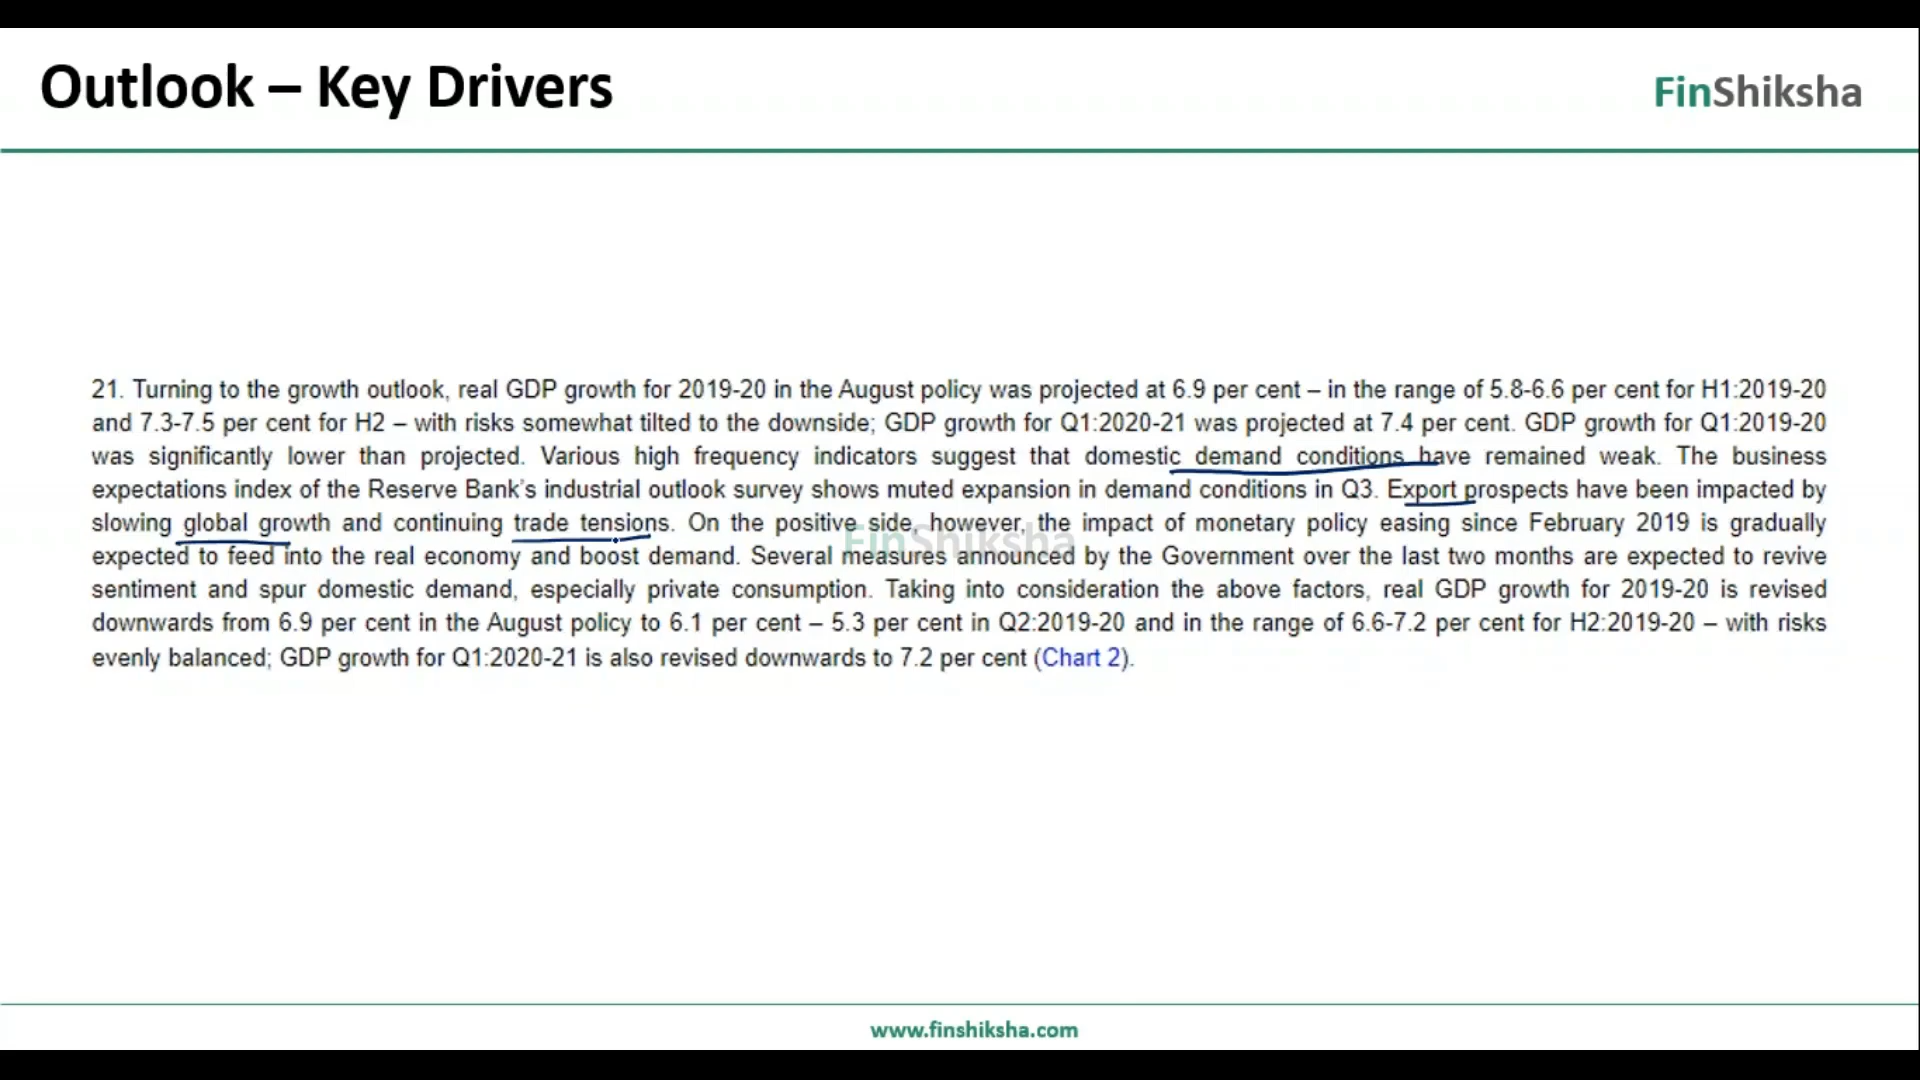 Outlook – Key Drivers
FinShiksha
21. Turning to the growth outlook, real GDP growth for 2019-20 in the August policy was projected at 6.9 per cent – in the range of 5.8-6.6 per cent for H1:2019-20
and 7.3-7.5 per cent for H2 – with risks somewhat tilted to the downside; GDP growth for Q1:2020-21 was projected at 7.4 per cent. GDP growth for Q1:2019-20
was significantly lower than projected. Various high frequency indicators suggest that domestic demand conditions have remained weak. The business
expectations index of the Reserve Bank's industrial outlook survey shows muted expansion in demand conditions in Q3. Export prospects have been impacted by
slowing global growth and continuing trade tensions. On the positive side, however, the impact of monetary policy easing since February 2019 is gradually
FinShiksha
expected to feed into the real economy and boost demand. Several measures announced by the Government over the last two months are expected to revive
sentiment and spur domestic demand, especially private consumption. Taking into consideration the above factors, real GDP growth for 2019-20 is revised
downwards from 6.9 per cent in the August policy to 6.1 per cent – 5.3 per cent in Q2:2019-20 and in the range of 6.6-7.2 per cent for H2:2019-20 – with risks
evenly balanced; GDP growth for Q1:2020-21 is also revised downwards to 7.2 per cent (Chart 2).
www.finshiksha.com